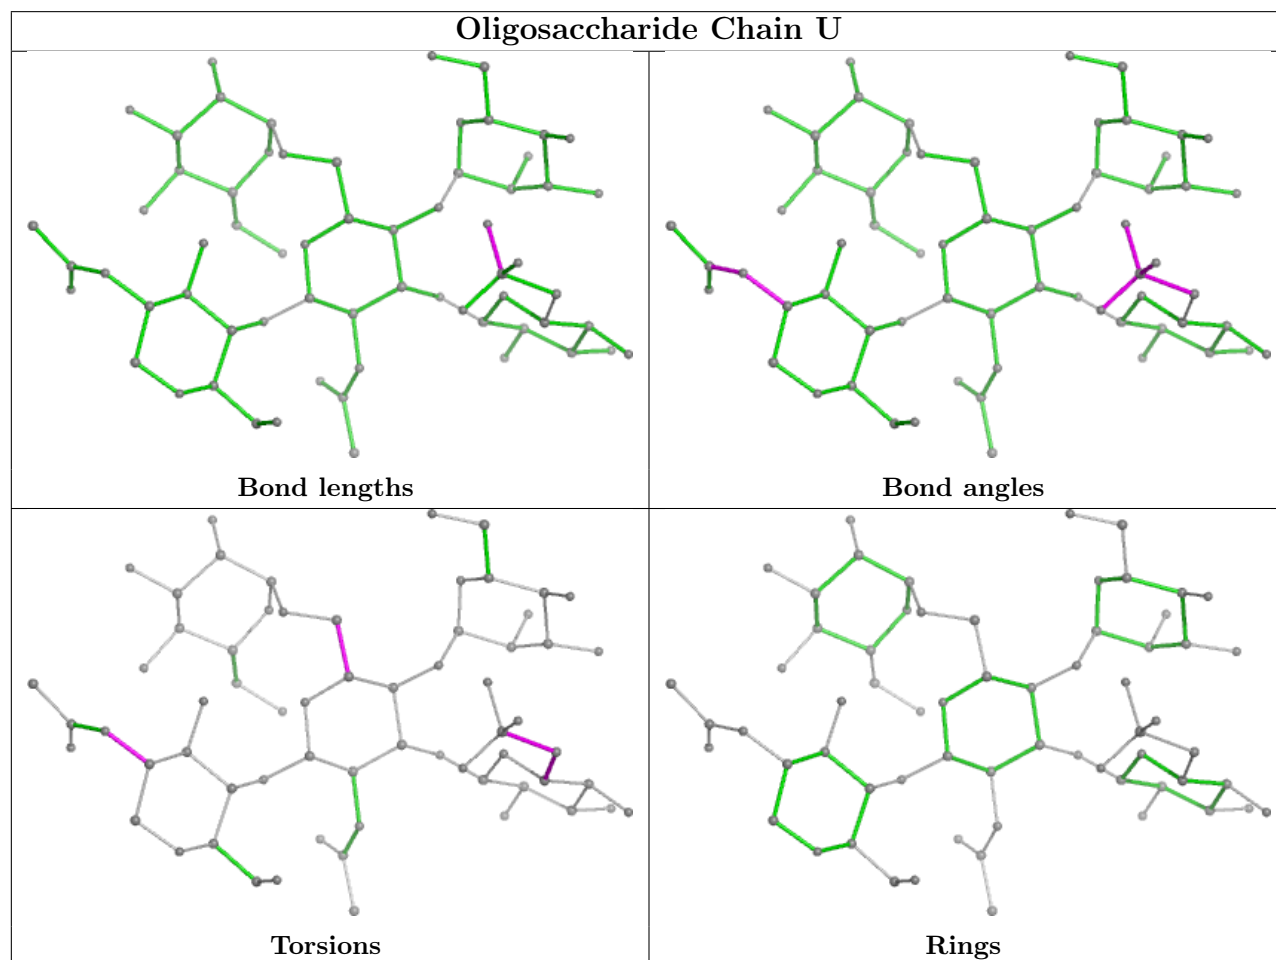 Oligosaccharide Chain U
Bond lengths
Bond angles
Torsions
Rings